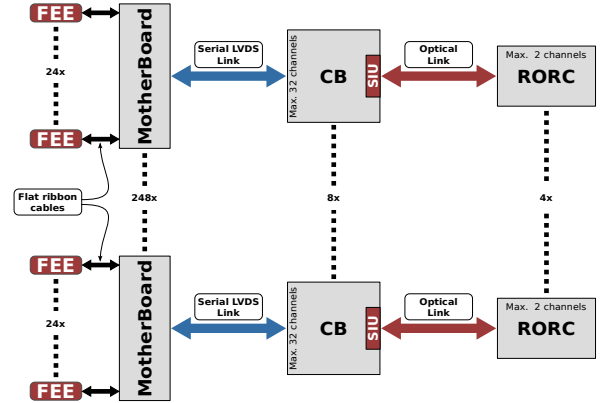 FEE
24x
FEE
MotherBoard
Serial LVDS
Link
Max. 32 channels
CB
SIU
Optical
Link
Max. 2 channels
RORC
Flat ribbon
cables
248x
8x
4x
FEE
24x
FEE
MotherBoard
Serial LVDS
Link
Max. 32 channels
CB
SIU
Optical
Link
Max. 2 channels
RORC